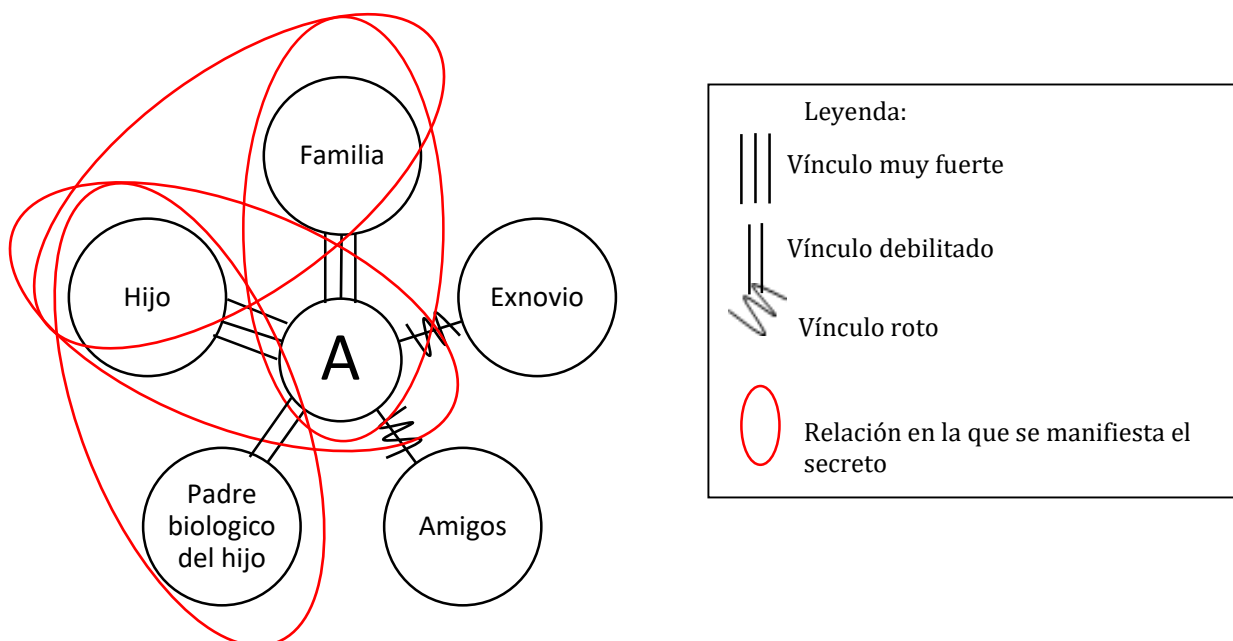 Familia
Hijo
Exnovio
A
Padre
biologico
del hijo
Amigos
Leyenda:
Vínculo muy fuerte
Vínculo debilitado
Vínculo roto
Relación en la que se manifiesta el
secreto